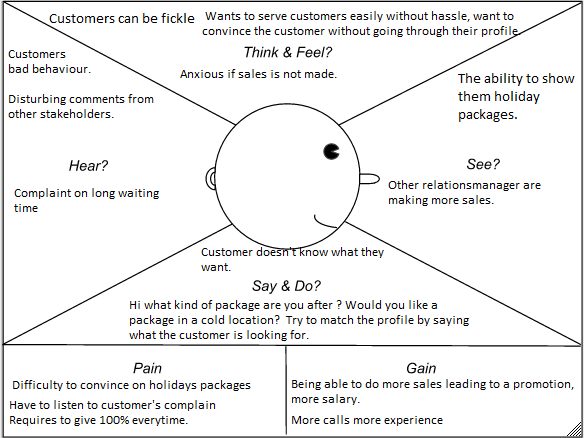 Customers can be fickle
Wants to serve customers easily without hassle, want to
convince the customer without going through their profile.
Think & Feel?
Anxious if sales is not made.
Customers
bad behaviour.
Disturbing comments from
other stakeholders.
Hear?
Complaint on long waiting
time
The ability to show
them holiday
packages.
See?
Other relationsmanager are
making more sales.
Customer doesn't know what they
want.
Say & Do?
Hi what kind of package are you after ? Would you like a
package in a cold location? Try to match the profile by saying
what the customer is looking for.
Pain
Difficulty to convince on holidays packages
Have to listen to customer's complain
Requires to give 100% everytime.
Gain
Being able to do more sales leading to a promotion,
more salary.
More calls more experience